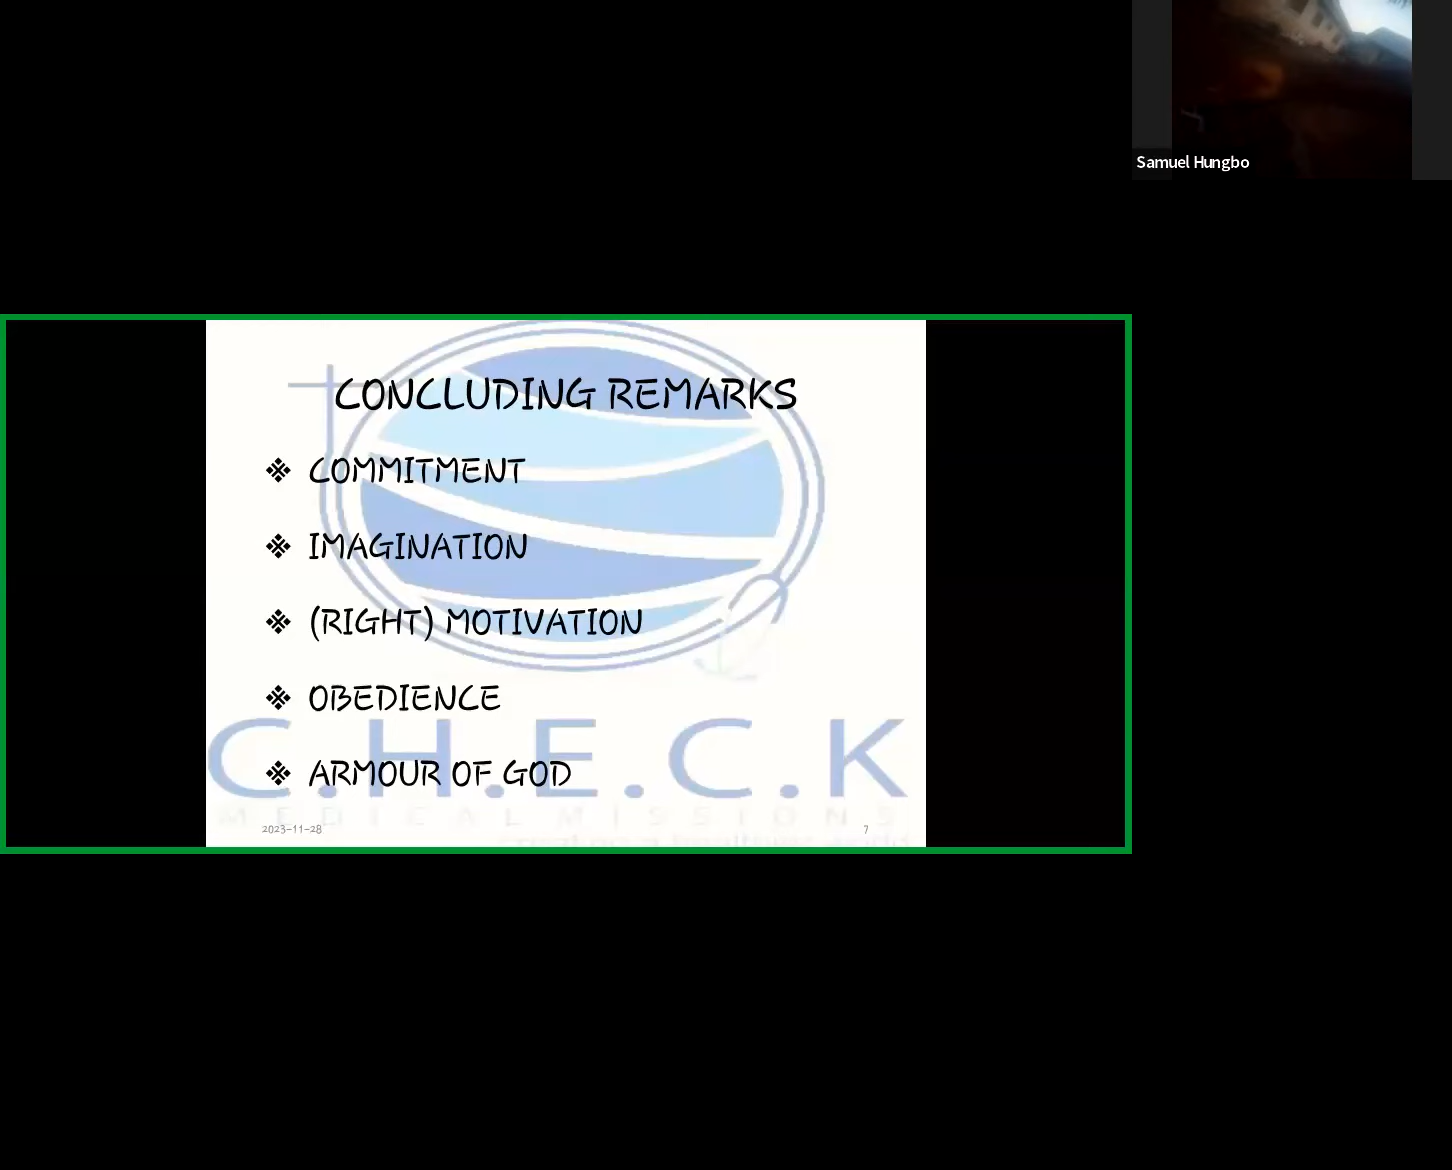 Samuel Hungbo
CONCLUDING REMARKS
❖ COMMITMENT
❖ IMAGINATION
❖ (RIGHT) MOTIVATION
❖ OBEDIENCE
❖ ARMOUR OF GOD
C.H.E.C.K
MEDICAL MISSIONS
2023-11-28
7